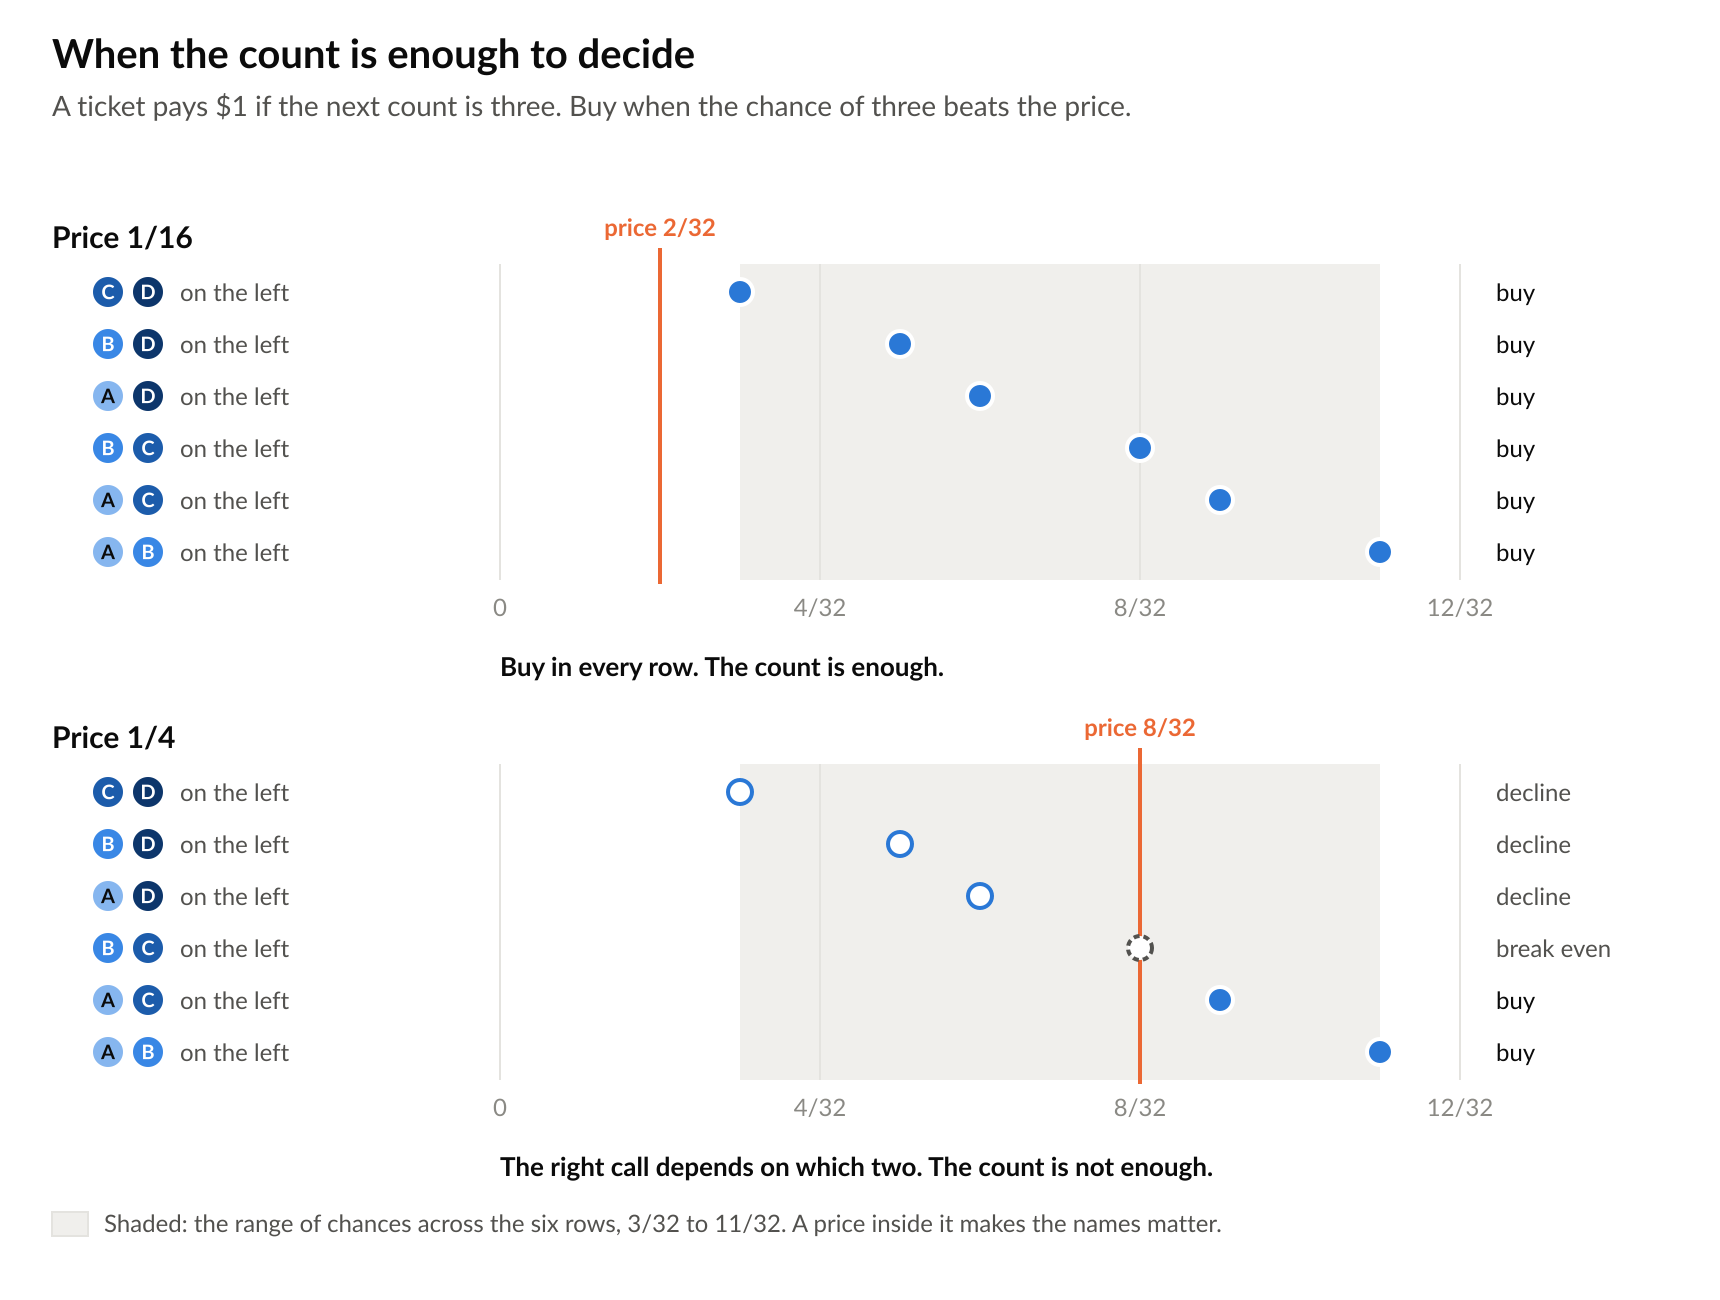 When the count is enough to decide
A ticket pays $1 if the next count is three. Buy when the chance of three beats the price.
price 2/32
Price 1/16
C D on the left buy
B D on the left buy
A D on the left buy
B C on the left buy
A C on the left buy
A B on the left buy
0 4/32 8/32 12/32
Buy in every row. The count is enough.
price 8/32
Price 1/4
C D on the left decline
B D on the left decline
A D on the left decline
B C on the left break even
A C on the left buy
A B on the left buy
0 4/32 8/32 12/32
The right call depends on which two. The count is not enough.
Shaded: the range of chances across the six rows, 3/32 to 11/32. A price inside it makes the names matter.